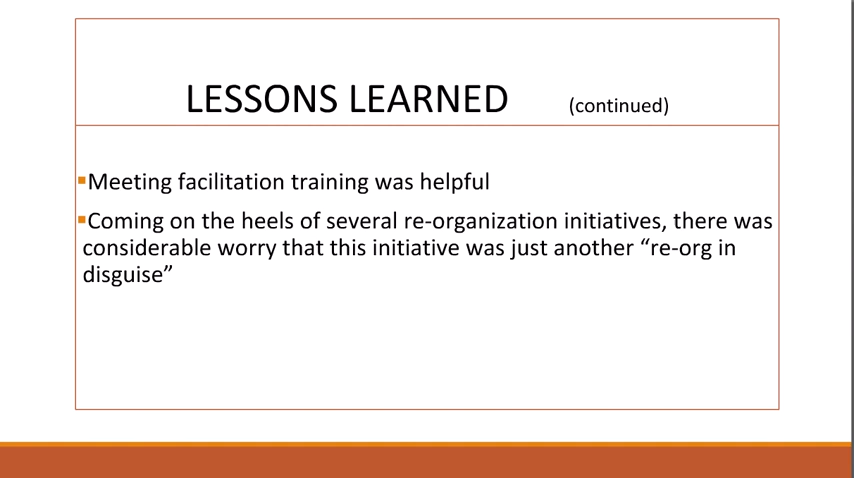 LESSONS LEARNED (continued)
▪Meeting facilitation training was helpful
▪Coming on the heels of several re-organization initiatives, there was
considerable worry that this initiative was just another “re-org in
disguise”